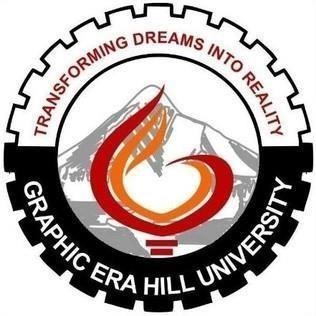 TRANSFORMING DREAMS INTO REALITY
GRAPHIC ERA HILL UNIVERSITY